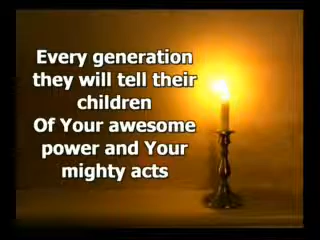 Every generation
they will tell their
children
Of Your awesome
power and Your
mighty acts